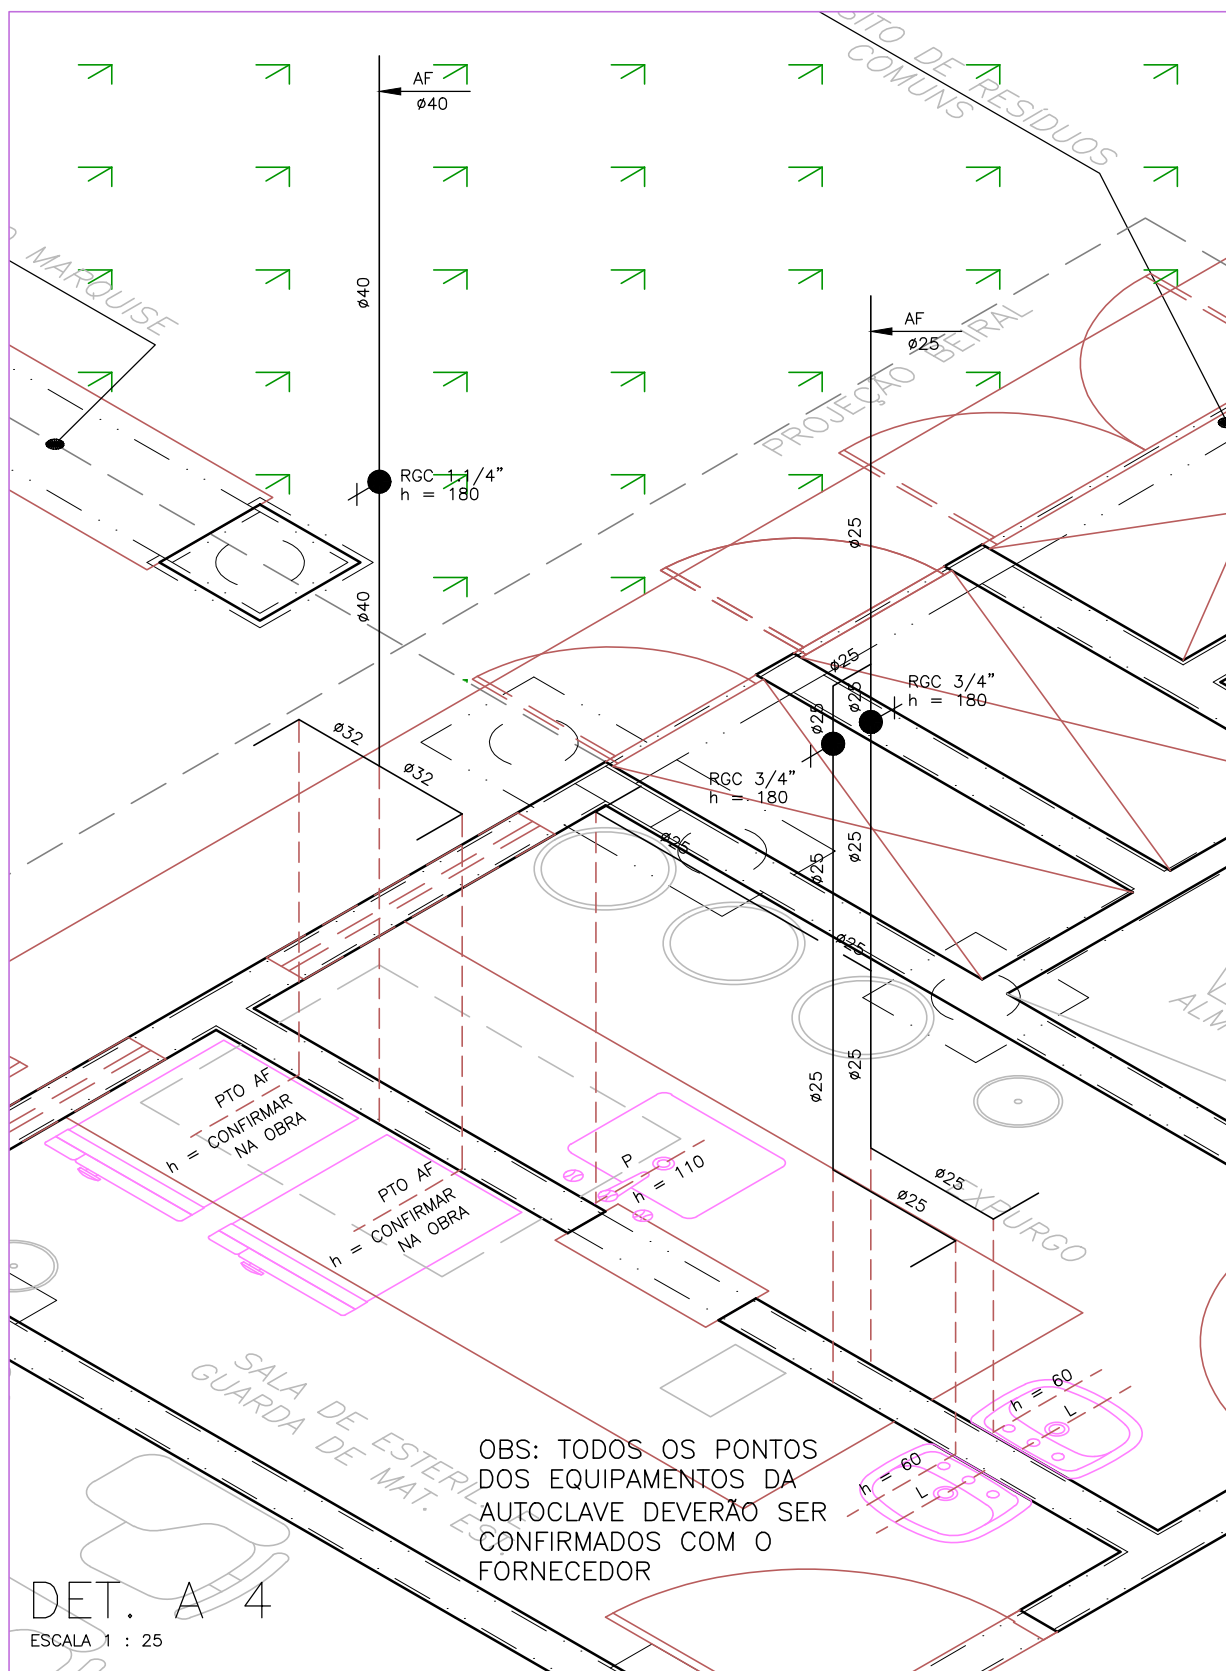 AF
ø40
COMUNS
DE RESÍDUOS
MARQUISE
ø40
AF
ø25
PROJEÇÃO BEIRAL
RGC 1.1/4"
h = 180
ø25
ø40
ø25
RGC 3/4"
h = 180
ø25
ø25
ø32
ø32
RGC 3/4"
h = 180
ø25
ø25
ø25
ø25
ø25
ø25
PTO AF
h = CONFIRMAR
NA OBRA
PTO AF
h = CONFIRMAR
NA OBRA
P
h = 110
ø25
ø25
EXPURGO
SALA DE
GUARDA DE MAT.
h = 60
L
h = 60
L
OBS: TODOS OS PONTOS
DOS EQUIPAMENTOS DA
AUTOCLAVE DEVERÃO SER
CONFIRMADOS COM O
FORNECEDOR
DET. A 4
ESCALA 1 : 25